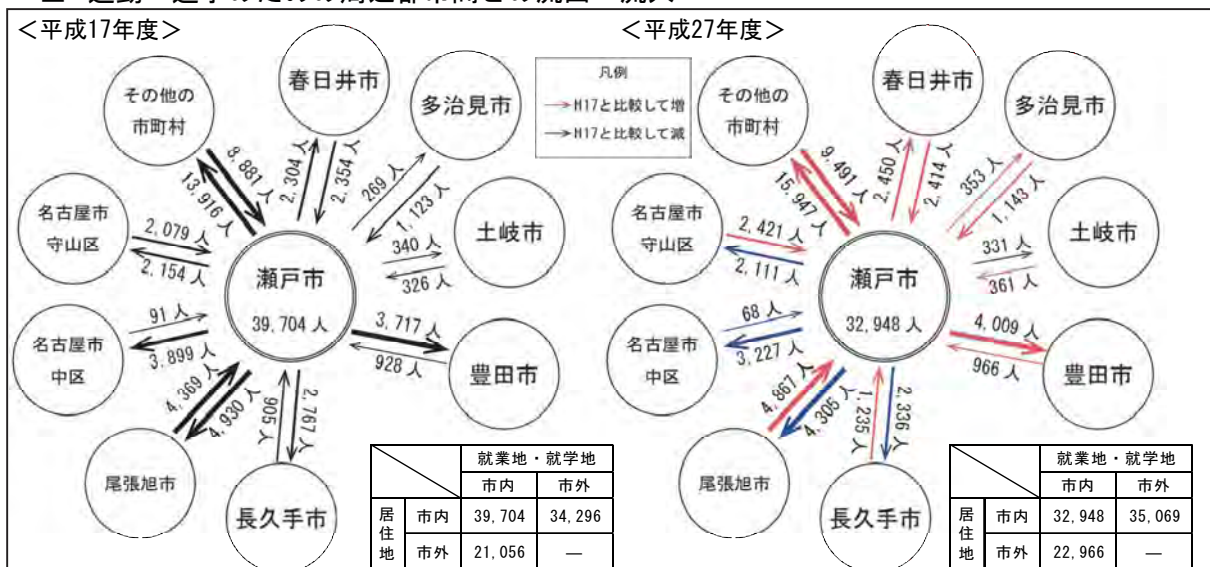 ＜平成17年度＞
春日井市
多治見市
その他の
市町村
8,881 人
13,916 人
2,304 人
2,354 人
269 人
1,123 人
名古屋市
守山区
2,079 人
2,154 人
340 人
326 人
土岐市
瀬戸市
39,704 人
91 人
3,899 人
名古屋市
中区
3,717 人
928 人
豊田市
4,369 人
4,930 人
905 人
2,767 人
尾張旭市
長久手市
就業地・就学地
市内 市外
居住地 市内 39,704 34,296
市外 21,056 ―
＜平成27年度＞
凡例
H17と比較して増
H17と比較して減
春日井市
多治見市
その他の
市町村
9,491 人
15,947 人
2,450 人
2,414 人
353 人
1,143 人
名古屋市
守山区
2,421 人
2,111 人
331 人
361 人
土岐市
瀬戸市
32,948 人
68 人
3,227 人
名古屋市
中区
4,009 人
966 人
豊田市
4,867 人
4,305 人
1,235 人
2,336 人
尾張旭市
長久手市
就業地・就学地
市内 市外
居住地 市内 32,948 35,069
市外 22,966 ―